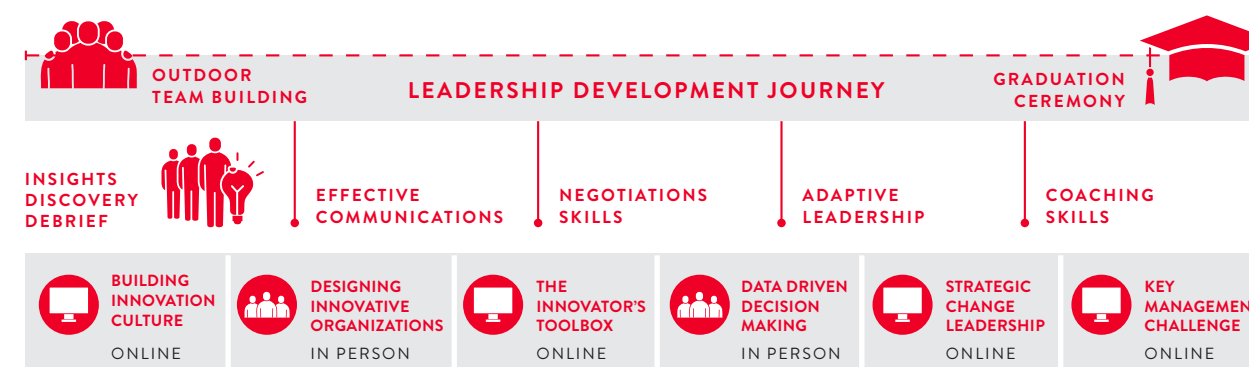 OUTDOOR
TEAM BUILDING
LEADERSHIP DEVELOPMENT JOURNEY
GRADUATION
CEREMONY
INSIGHTS
DISCOVERY
DEBRIEF
EFFECTIVE
COMMUNICATIONS
NEGOTIATIONS
SKILLS
ADAPTIVE
LEADERSHIP
COACHING
SKILLS
BUILDING
INNOVATION
CULTURE
ONLINE
DESIGNING
INNOVATIVE
ORGANIZATIONS
IN PERSON
THE
INNOVATOR'S
TOOLBOX
ONLINE
DATA DRIVEN
DECISION
MAKING
IN PERSON
STRATEGIC
CHANGE
LEADERSHIP
ONLINE
KEY
MANAGEMEN
CHALLENGE
ONLINE